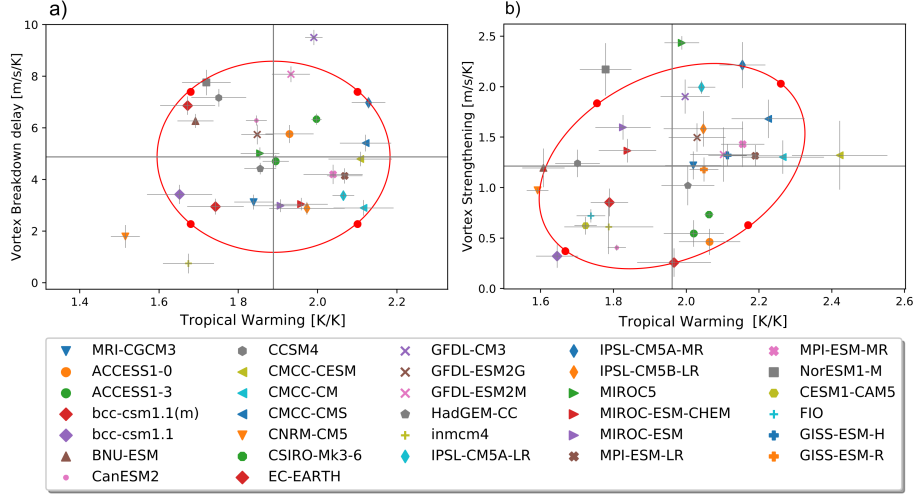 a)
b)
Vortex Breakdown delay [m/s/K]
10
8
6
4
2
0
1.4
1.6
1.8
2.0
2.2
Tropical Warming [K/K]
Vortex Strengthening [m/s/K]
2.5
2.0
1.5
1.0
0.5
0.0
1.6
1.8
2.0
2.2
2.4
2.6
Tropical Warming [K/K]
MRI-CGCM3
ACCESS1-0
ACCESS1-3
bcc-csm1.1(m)
bcc-csm1.1
BNU-ESM
CanESM2
CCSM4
CMCC-CESM
CMCC-CM
CMCC-CMS
CNRM-CM5
CSIRO-Mk3-6
EC-EARTH
GFDL-CM3
GFDL-ESM2G
GFDL-ESM2M
HadGEM-CC
inmcm4
IPSL-CM5A-LR
IPSL-CM5A-MR
IPSL-CM5B-LR
MIROC5
MIROC-ESM-CHEM
MIROC-ESM
MPI-ESM-LR
MPI-ESM-MR
NorESM1-M
CESM1-CAM5
FIO
GISS-ESM-H
GISS-ESM-R